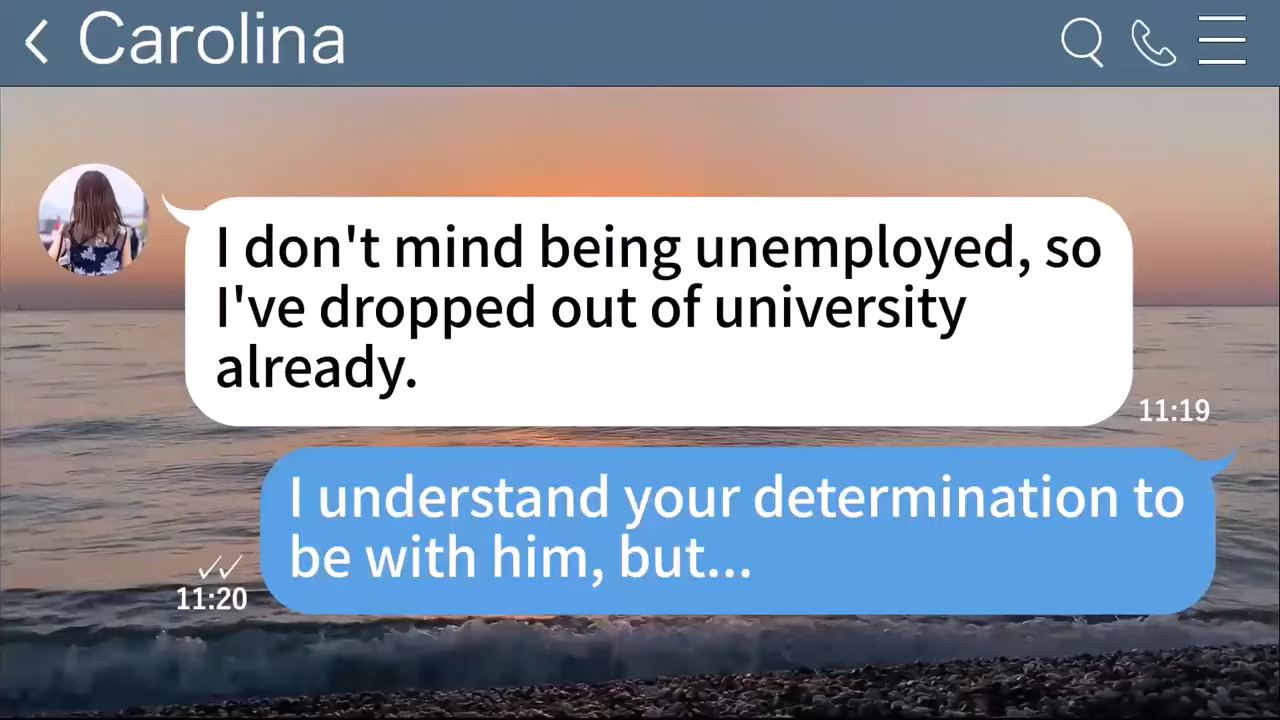 Carolina
I don't mind being unemployed, so
I've dropped out of university
already.
11:19
I understand your determination to
be with him, but...
11:20